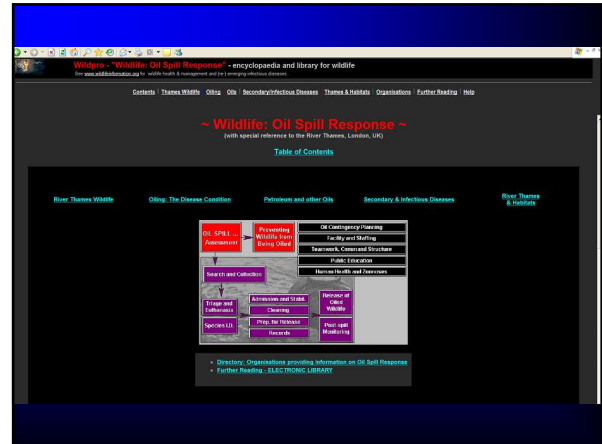 Wildpro - "Wildlife: Oil Spill Response" - encyclopaedia and library for wildlife
See www.wildlifeinformation.org for wildlife health & management and (re-) emerging infectious diseases
Contents | Thames Wildlife | Oiling | Oils | Secondary/Infectious Diseases | Thames & Habitats | Organisations | Further Reading | Help
~ Wildlife: Oil Spill Response ~
(with special reference to the River Thames, London, UK)
Table of Contents
River Thames Wildlife
Oiling: The Disease Condition
Petroleum and other Oils
Secondary & Infectious Diseases
River Thames
& Habitats
OIL SPILL ...
Assessment
Preventing
Wildlife from
Being Oiled
Oil Contingency Planning
Facility and Staffing
Teamwork, Command Structure
Public Education
Human Health and Zoonoses
Search and Collection
Triage and
Euthanasia
Species I.D.
Admission and Stabil.
Cleaning
Prep. for Release
Records
Release of
Oiled
Wildlife
Post-spill
Monitoring
Directory: Organisations providing information on Oil Spill Response
Further Reading - ELECTRONIC LIBRARY